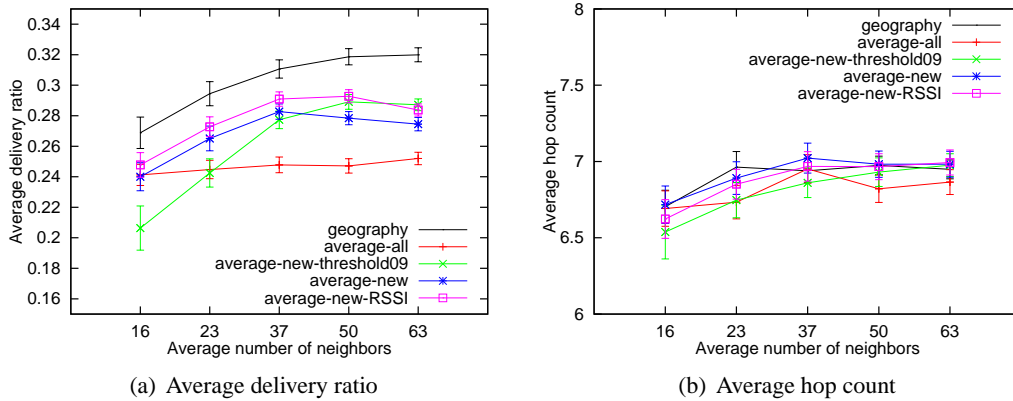 0.34
0.32
0.3
0.28
0.26
0.24
0.22
0.2
0.18
0.16
Average delivery ratio
geography
average-all
average-new-threshold09
average-new
average-new-RSSI
16 23 37 50 63
Average number of neighbors
(a) Average delivery ratio
8
7.5
7
6.5
6
Average hop count
geography
average-all
average-new-threshold09
average-new
average-new-RSSI
16 23 37 50 63
Average number of neighbors
(b) Average hop count